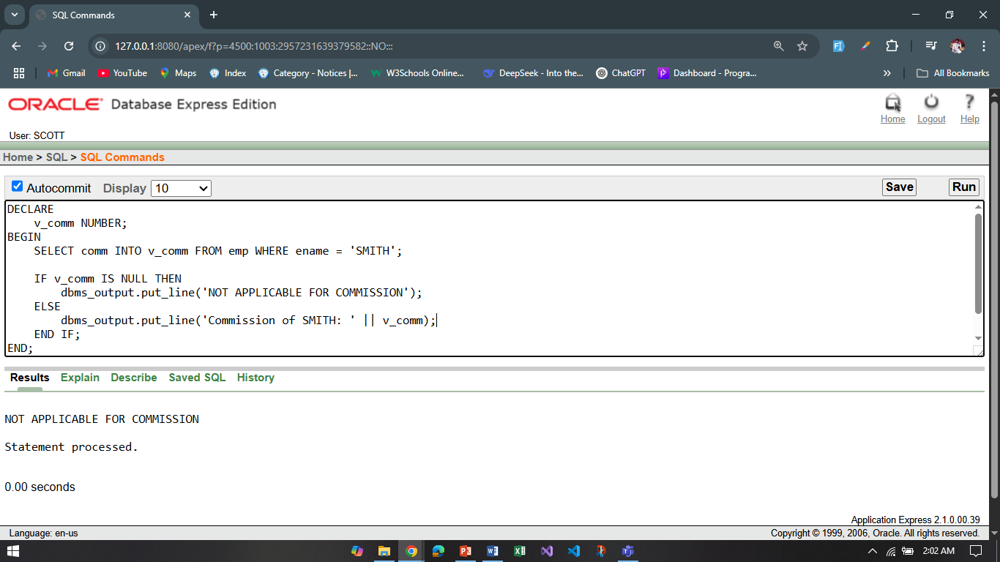 SQL Commands
127.0.0.1:8080/apex/f?p=4500:1003:2957231639379582::NO:::
Gmail YouTube Maps Index Category - Notices |... W3Schools Online... DeepSeek - Into the... ChatGPT Dashboard - Progra... » All Bookmarks
ORACLE Database Express Edition
Home Logout Help
User: SCOTT
Home > SQL > SQL Commands
Autocommit Display 10 Save Run
DECLARE
    v_comm NUMBER;
BEGIN
    SELECT comm INTO v_comm FROM emp WHERE ename = 'SMITH';
    IF v_comm IS NULL THEN
        dbms_output.put_line('NOT APPLICABLE FOR COMMISSION');
    ELSE
        dbms_output.put_line('Commission of SMITH: ' || v_comm);
    END IF;
END;
Results Explain Describe Saved SQL History
NOT APPLICABLE FOR COMMISSION
Statement processed.
0.00 seconds
Application Express 2.1.0.00.39
Language: en-us Copyright © 1999, 2006, Oracle. All rights reserved.
2:02 AM